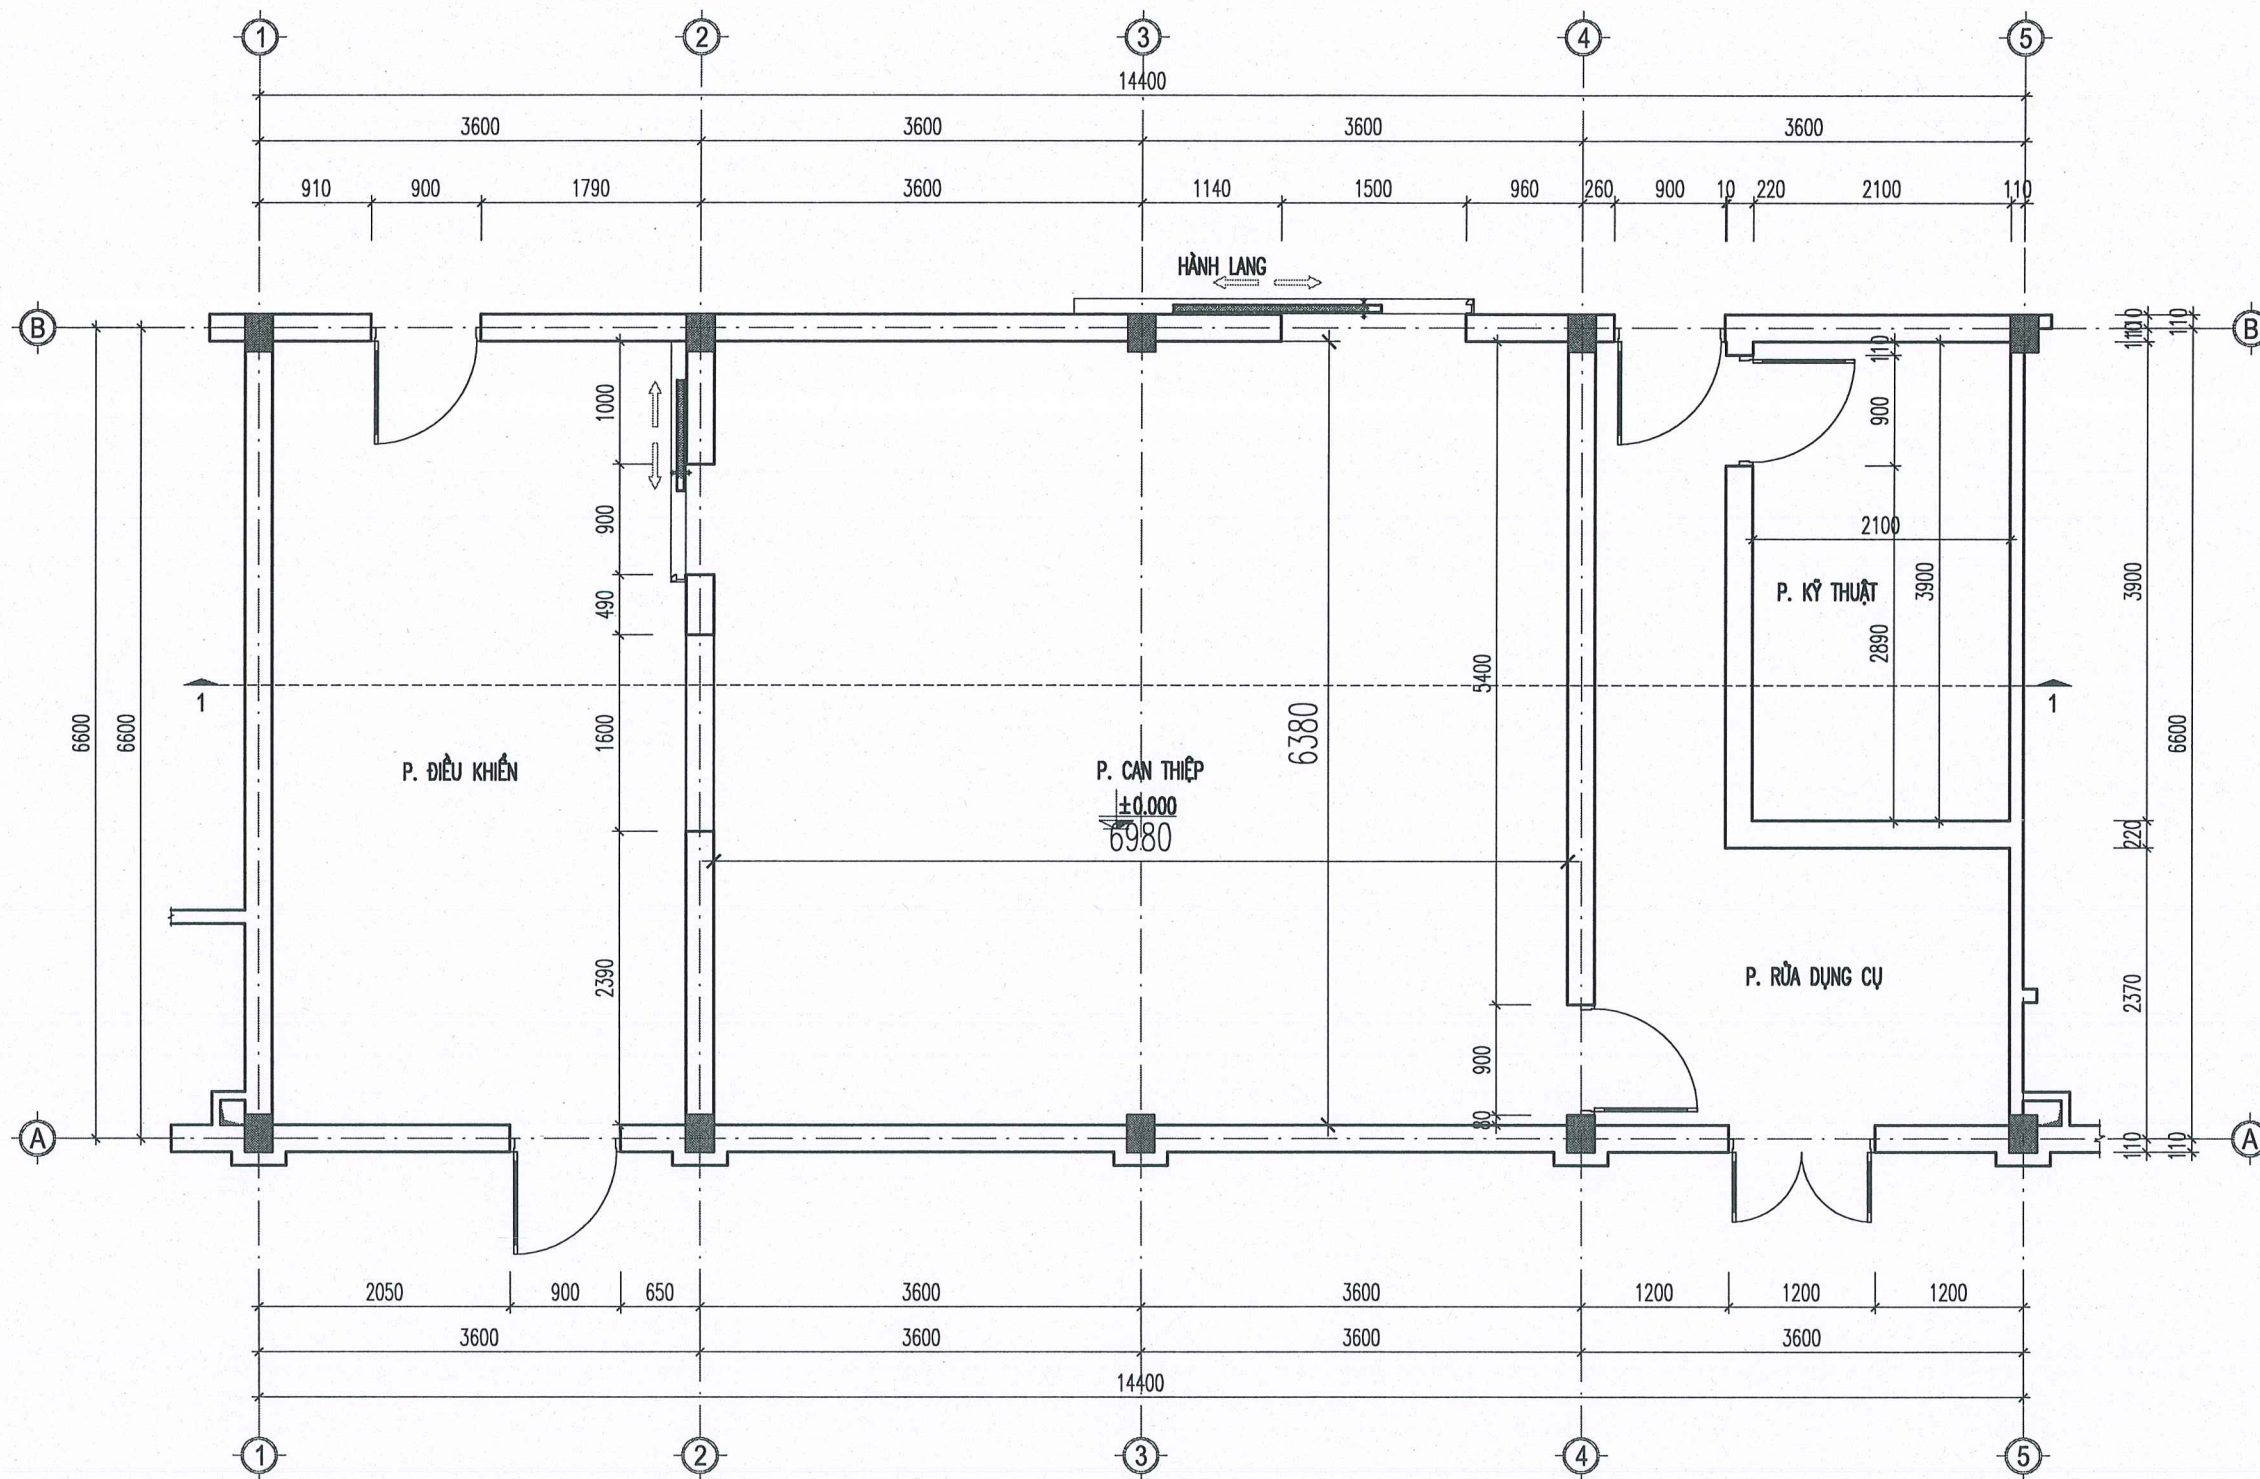 1 2 3 4 5
14400
3600 3600 3600 3600
910 900 1790 3600 1140 1500 960 260 900 10 220 2100 110
HÀNH LANG
B B
110 110 110
110
1000
900
900
2100
490
P. KỸ THUẬT
3900
3900
2890
5400
1 1
6600 6600
1600
6380
6600
P. ĐIỀU KHIỂN
P. CAN THIỆP
±0.000
6980
220
2390
P. RỬA DỤNG CỤ
2370
900
80
A A
110 110
2050 900 650 3600 3600 1200 1200 1200
3600 3600 3600 3600
14400
1 2 3 4 5